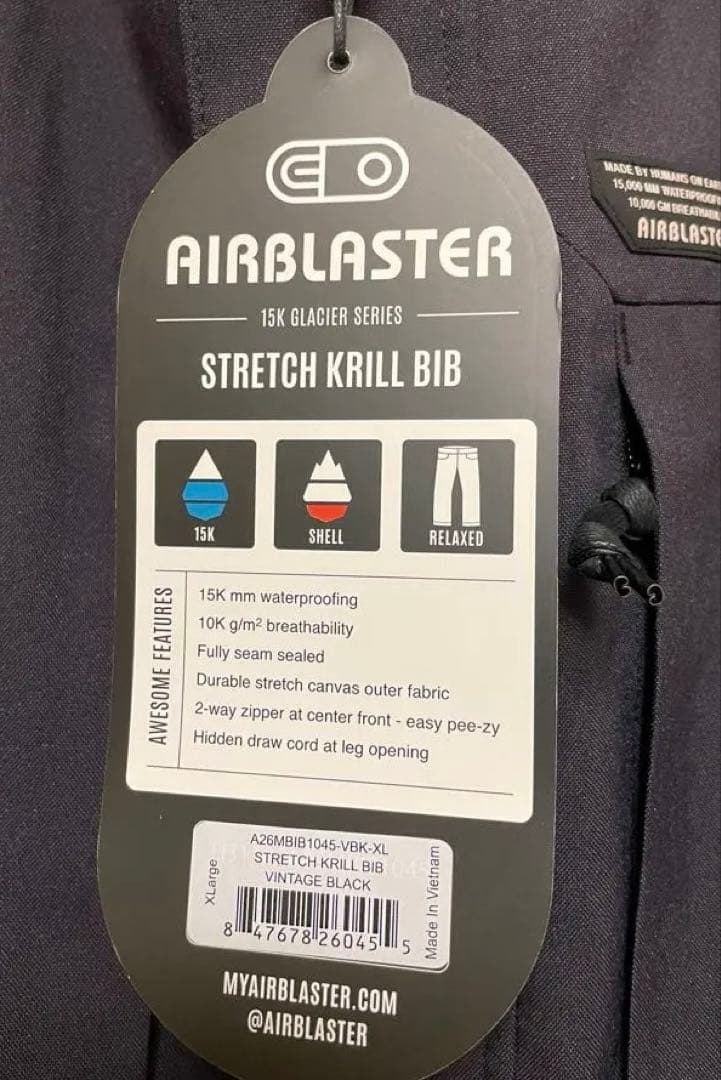 MADE BY HUMANS ON
15,000 MM WATERPROOF
10,000 GM
AIRBLAST
AIRBLASTER
15K GLACIER SERIES
STRETCH KRILL BIB
15K
SHELL
RELAXED
AWESOME FEATURES
15K mm waterproofing
10K g/m² breathability
Fully seam sealed
Durable stretch canvas outer fabric
2-way zipper at center front - easy pee-zy
Hidden draw cord at leg opening
A26MBIB1045-VBK-XL
STRETCH KRILL BIB
VINTAGE BLACK
XLarge
Made In Vietnam
8 47678 26045 5
MYAIRBLASTER.COM
@AIRBLASTER